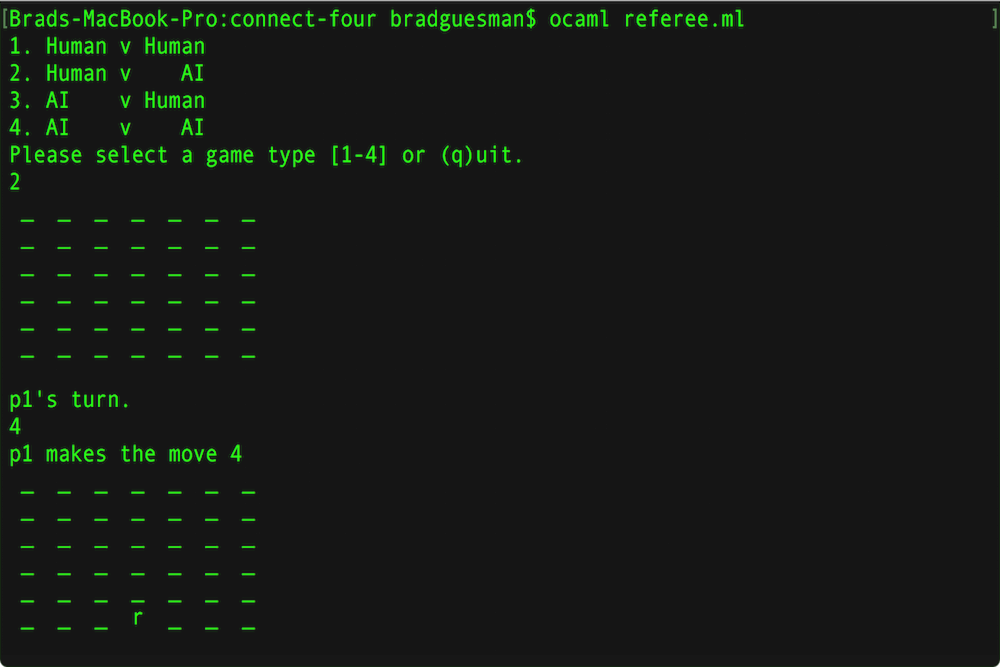 [Brads-MacBook-Pro:connect-four bradguesman$ ocaml referee.ml ]
1. Human v Human
2. Human v    AI
3. AI    v Human
4. AI    v    AI
Please select a game type [1-4] or (q)uit.
2
_  _  _  _  _  _  _
_  _  _  _  _  _  _
_  _  _  _  _  _  _
_  _  _  _  _  _  _
_  _  _  _  _  _  _
_  _  _  _  _  _  _
p1's turn.
4
p1 makes the move 4
_  _  _  _  _  _  _
_  _  _  _  _  _  _
_  _  _  _  _  _  _
_  _  _  _  _  _  _
_  _  _  _  _  _  _
_  _  _  r  _  _  _